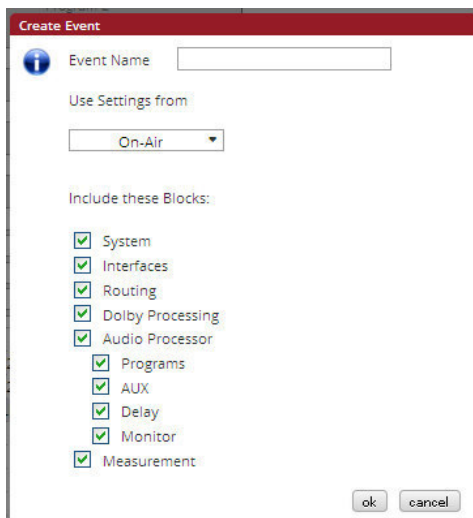 Create Event
Event Name
Use Settings from
On-Air
Include these Blocks:
System
Interfaces
Routing
Dolby Processing
Audio Processor
Programs
AUX
Delay
Monitor
Measurement
ok cancel